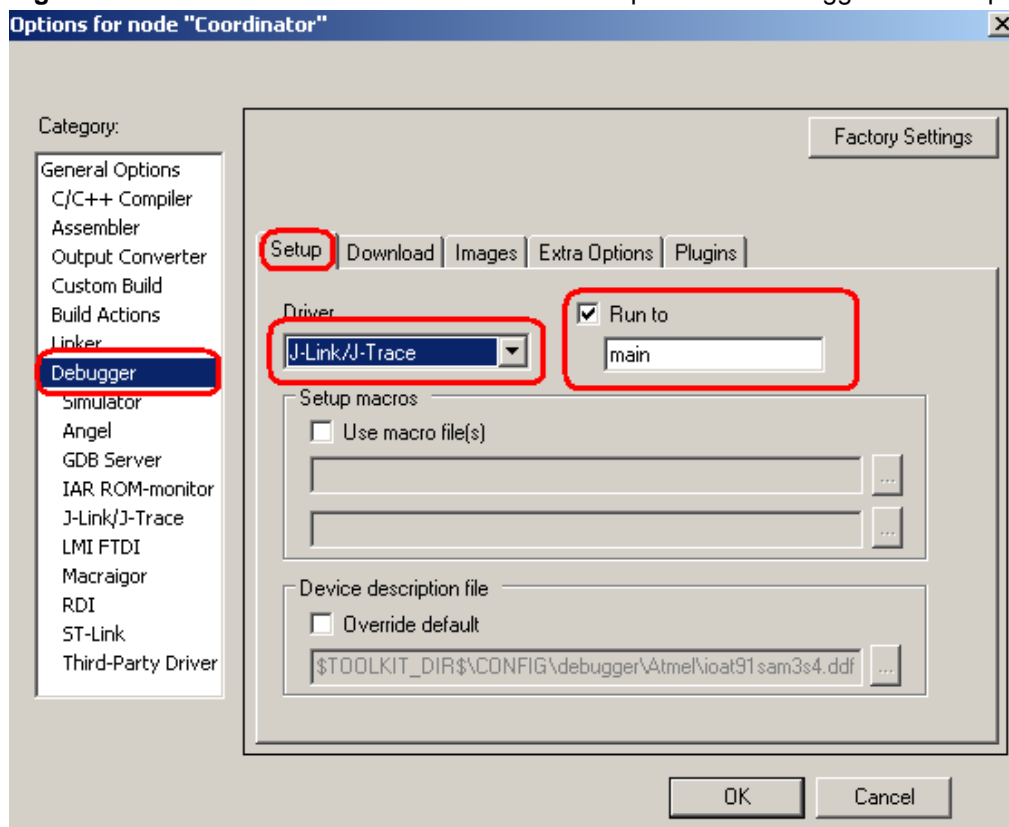 Options for node "Coordinator"
Category:
Factory Settings
General Options
C/C++ Compiler
Assembler
Output Converter
Custom Build
Build Actions
Linker
Debugger
Simulator
Angel
GDB Server
IAR ROM-monitor
J-Link/J-Trace
LMI FTDI
Macraigor
RDI
ST-Link
Third-Party Driver
Setup
Download
Images
Extra Options
Plugins
Driver
Run to
J-Link/J-Trace
main
Setup macros
Use macro file(s)
...
...
Device description file
Override default
$TOOLKIT_DIR$\CONFIG\debugger\Atmel\ioat91sam3s4.ddf
...
OK
Cancel